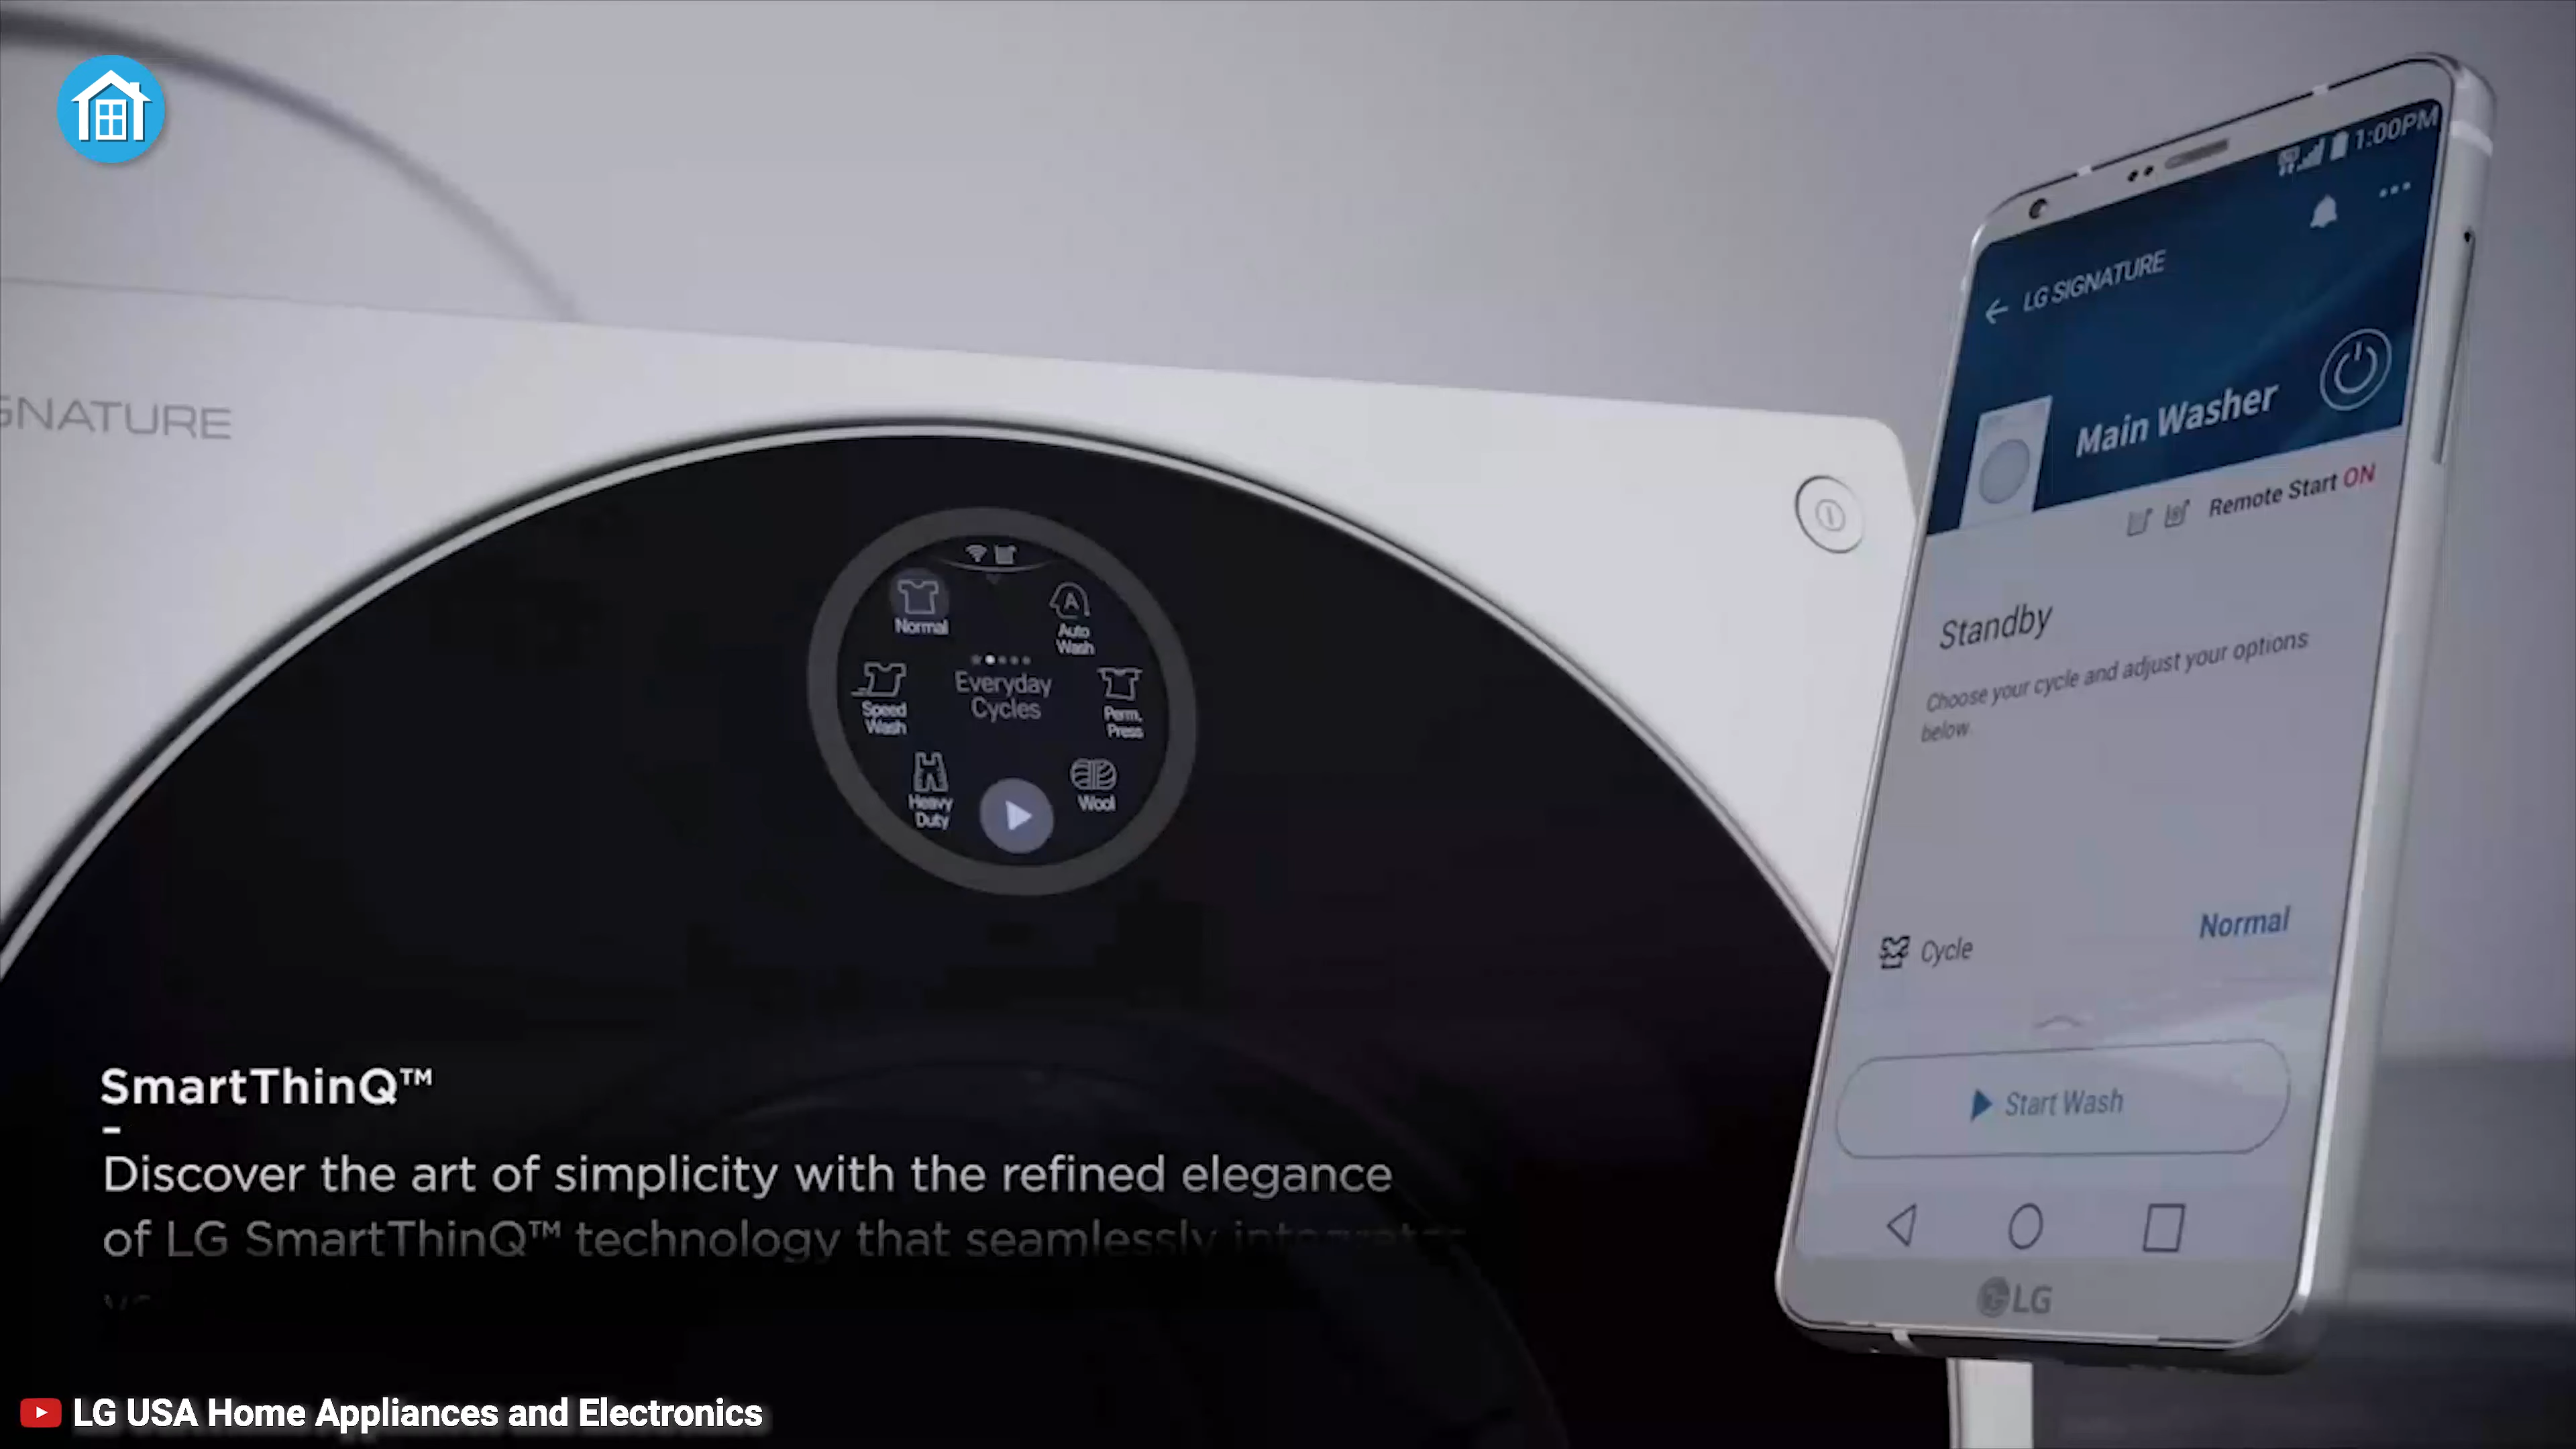 GNATURE
Normal
Auto
Wash
Everyday
Cycles
Speed
Wash
Perm.
Press
Heavy
Duty
Wool
1:00PM
LG SIGNATURE
Main Washer
Remote Start ON
Standby
Choose your cycle and adjust your options
below
Cycle
Normal
Start Wash
LG
SmartThinQ™
-
Discover the art of simplicity with the refined elegance
of LG SmartThinQ™ technology that seamlessly
LG USA Home Appliances and Electronics